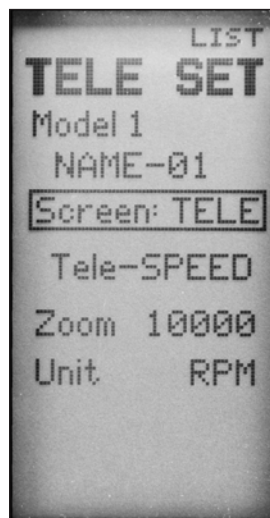 LIST
TELE SET
Model 1
NAME-01
Screen: TELE
Tele-SPEED
Zoom 10000
Unit RPM